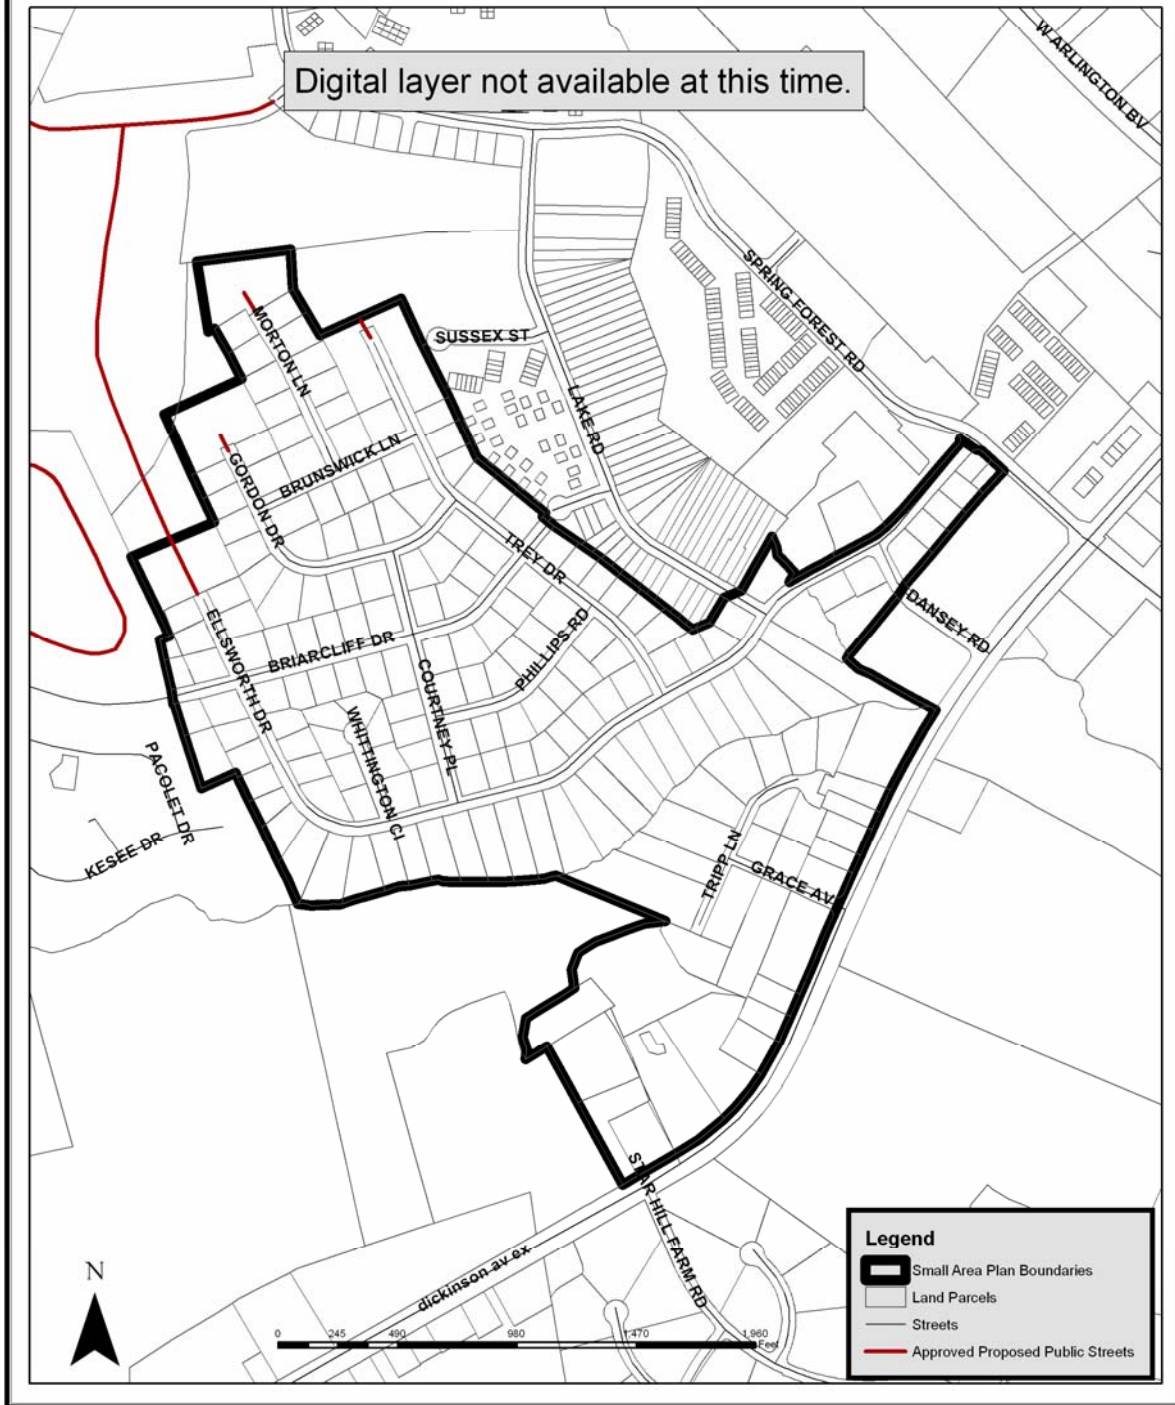 W ARLINGTON BV
Digital layer not available at this time.
SPRING FOREST RD
MORTON LN
SUSSEX ST
LAKE RD
BRUNSWICK LN
GORDON DR
TREY DR
DANSEY RD
ELLSWORTH DR
BRIARCLIFF DR
PHILLIPS RD
COURTNEY PL
WHITTINGTON CI
PACOLET DR
KESEE DR
TRIPP LN
GRACE AV
STAR HILL FARM RD
dickinson av ex
N
0 245 490 980 1,470 1,960
Feet
Legend
Small Area Plan Boundaries
Land Parcels
Streets
Approved Proposed Public Streets